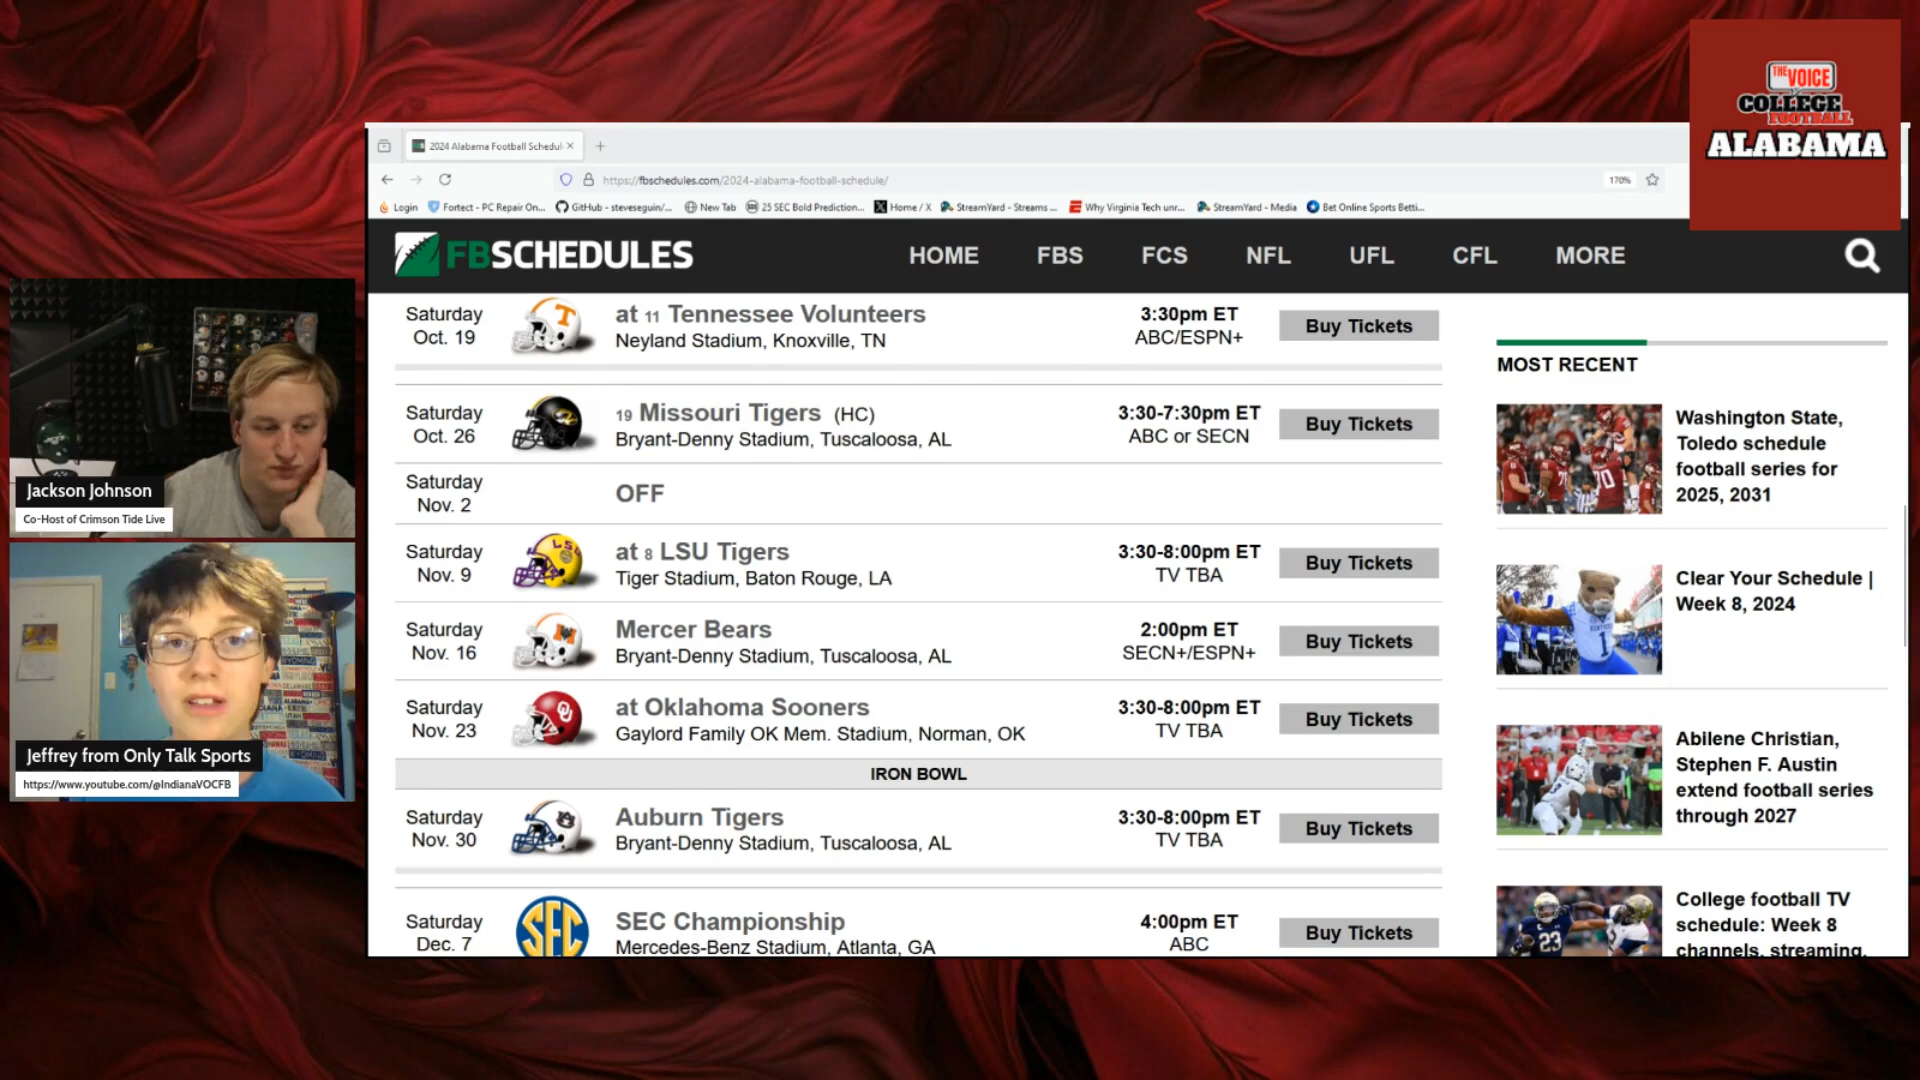 THE VOICE
COLLEGE
FOOTBALL
ALABAMA
2024 Alabama Football Schedul
https://fbschedules.com/2024-alabama-football-schedule/
170%
Login Fortect - PC Repair On... GitHub - steveseguin/... New Tab 25 SEC Bold Prediction... Home / X StreamYard - Streams ... Why Virginia Tech unr... StreamYard - Media Bet Online Sports Betti...
FBSCHEDULES
HOME FBS FCS NFL UFL CFL MORE
Saturday
Oct. 19
at 11 Tennessee Volunteers
Neyland Stadium, Knoxville, TN
3:30pm ET
ABC/ESPN+
Buy Tickets
Saturday
Oct. 26
19 Missouri Tigers (HC)
Bryant-Denny Stadium, Tuscaloosa, AL
3:30-7:30pm ET
ABC or SECN
Buy Tickets
Saturday
Nov. 2
OFF
Saturday
Nov. 9
LSU
at 8 LSU Tigers
Tiger Stadium, Baton Rouge, LA
3:30-8:00pm ET
TV TBA
Buy Tickets
Saturday
Nov. 16
Mercer Bears
Bryant-Denny Stadium, Tuscaloosa, AL
2:00pm ET
SECN+/ESPN+
Buy Tickets
Saturday
Nov. 23
at Oklahoma Sooners
Gaylord Family OK Mem. Stadium, Norman, OK
3:30-8:00pm ET
TV TBA
Buy Tickets
IRON BOWL
Saturday
Nov. 30
Auburn Tigers
Bryant-Denny Stadium, Tuscaloosa, AL
3:30-8:00pm ET
TV TBA
Buy Tickets
Saturday
Dec. 7
SEC
SEC Championship
Mercedes-Benz Stadium, Atlanta, GA
4:00pm ET
ABC
Buy Tickets
MOST RECENT
Washington State,
Toledo schedule
football series for
2025, 2031
Clear Your Schedule |
Week 8, 2024
Abilene Christian,
Stephen F. Austin
extend football series
through 2027
College football TV
schedule: Week 8
channels, streaming,
Jackson Johnson
Co-Host of Crimson Tide Live
Jeffrey from Only Talk Sports
https://www.youtube.com/@IndianaVOCFB